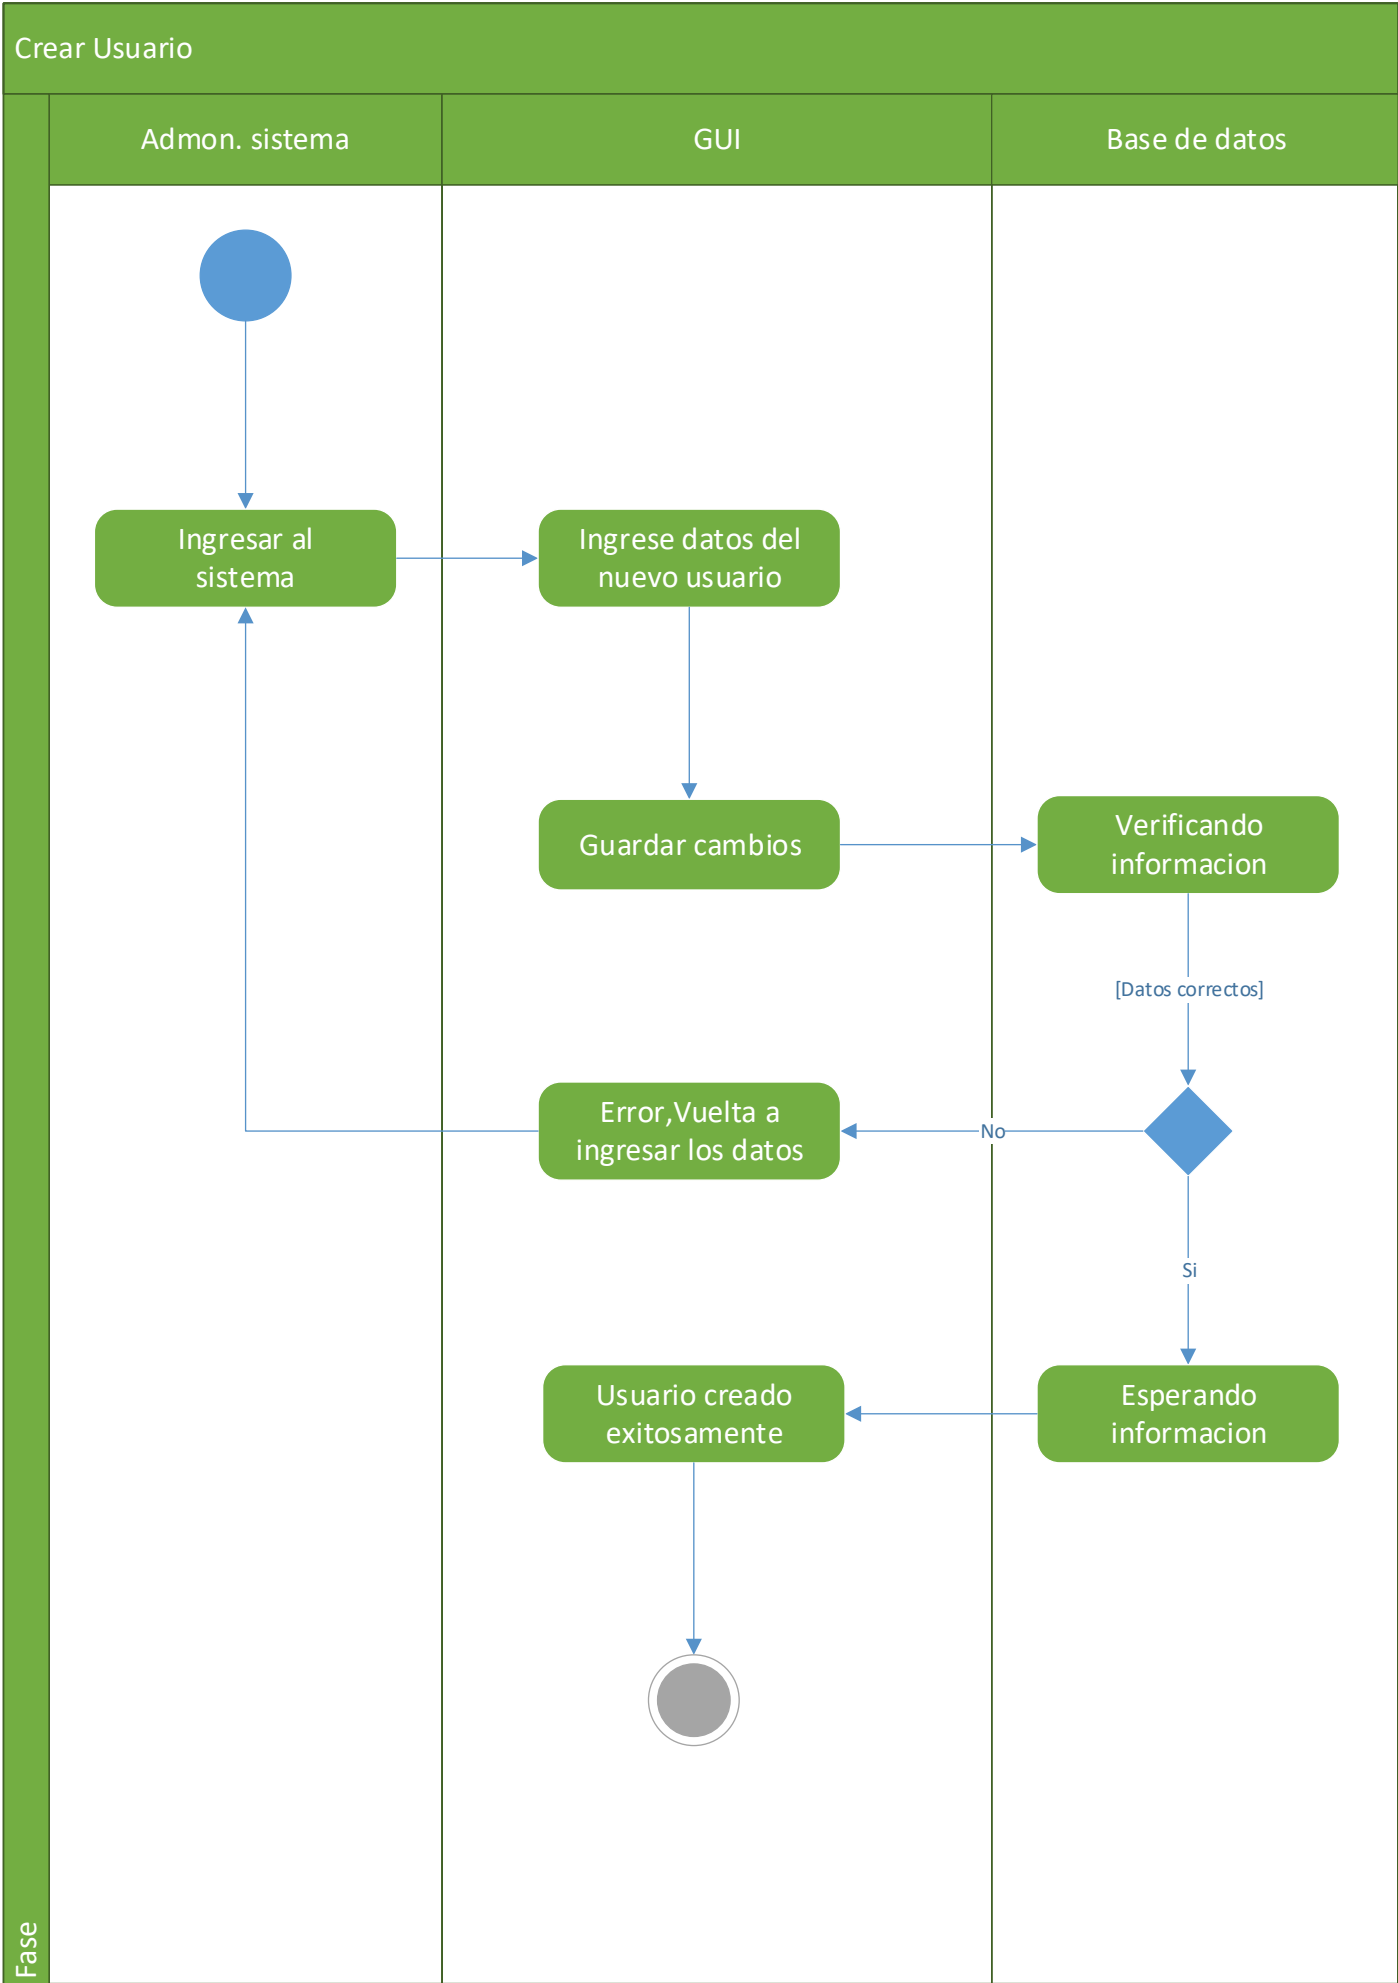 Crear Usuario
Admon. sistema
GUI
Base de datos
Ingresar al
sistema
Ingrese datos del
nuevo usuario
Guardar cambios
Verificando
informacion
[Datos correctos]
Error,Vuelta a
ingresar los datos
No
Si
Usuario creado
exitosamente
Esperando
informacion
Fase